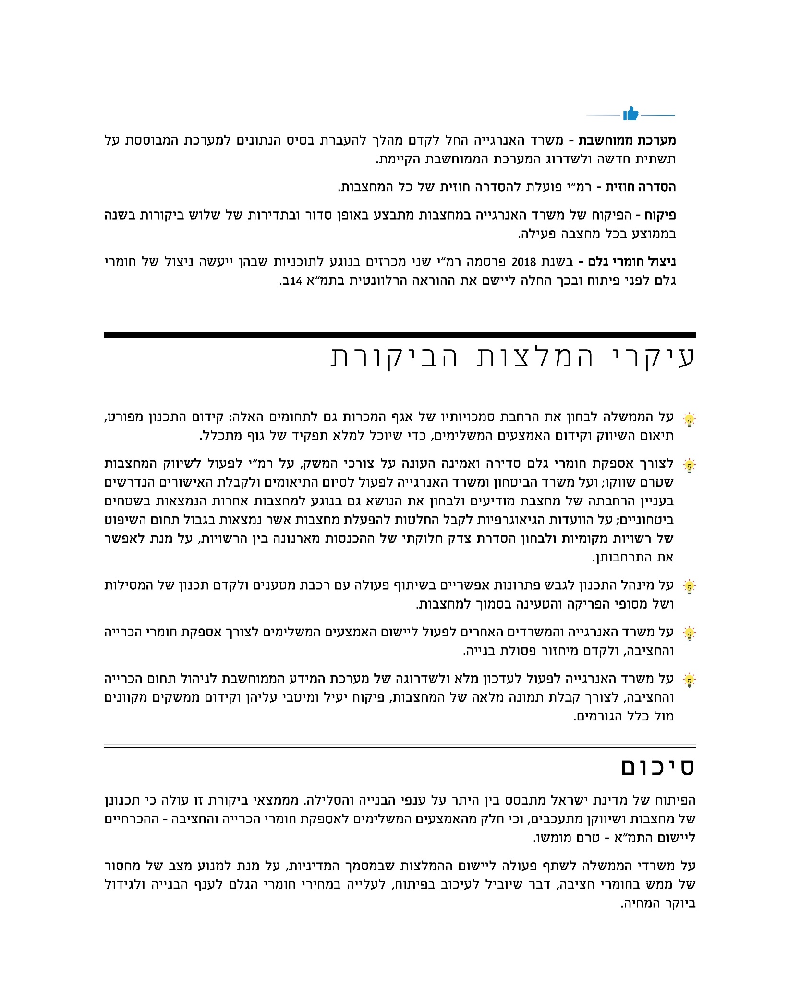 מערכת ממוחשבת - משרד האנרגייה החל לקדם מהלך להעברת בסיס הנתונים למערכת המבוססת על
תשתית חדשה ולשדרוג המערכת הממוחשבת הקיימת.
הסדרה חוזית - רמ״י פועלת להסדרה חוזית של כל המחצבות.
פיקוח - הפיקוח של משרד האנרגייה במחצבות מתבצע באופן סדור ובתדירות של שלוש ביקורות בשנה
בממוצע בכל מחצבה פעילה.
ניצול חומרי גלם - בשנת 2018 פרסמה רמ״י שני מכרזים בנוגע לתוכניות שבהן ייעשה ניצול של חומרי
גלם לפני פיתוח ובכך החלה ליישם את ההוראה הרלוונטית בתמ״א 14ב.
עיקרי המלצות הביקורת
על הממשלה לבחון את הרחבת סמכויותיו של אגף המכרות גם לתחומים האלה: קידום התכנון מפורט,
תיאום השיווק וקידום האמצעים המשלימים, כדי שיוכל למלא תפקיד של גוף מתכלל.
לצורך אספקת חומרי גלם סדירה ואמינה העונה על צורכי המשק, על רמ״י לפעול לשיווק המחצבות
שטרם שווקו; ועל משרד הביטחון ומשרד האנרגייה לפעול לסיום התיאומים ולקבלת האישורים הנדרשים
בעניין הרחבתה של מחצבת מודיעים ולבחון את הנושא גם בנוגע למחצבות אחרות הנמצאות בשטחים
ביטחוניים; על הוועדות הגיאוגרפיות לקבל החלטות להפעלת מחצבות אשר נמצאות בגבול תחום השיפוט
של רשויות מקומיות ולבחון הסדרת צדק חלוקתי של ההכנסות מארנונה בין הרשויות, על מנת לאפשר
את התרחבותן.
על מינהל התכנון לגבש פתרונות אפשריים בשיתוף פעולה עם רכבת מטענים ולקדם תכנון של המסילות
ושל מסופי הפריקה והטעינה בסמוך למחצבות.
על משרד האנרגייה והמשרדים האחרים לפעול ליישום האמצעים המשלימים לצורך אספקת חומרי הכרייה
והחציבה, ולקדם מיחזור פסולת בנייה.
על משרד האנרגייה לפעול לעדכון מלא ולשדרוגה של מערכת המידע הממוחשבת לניהול תחום הכרייה
והחציבה, לצורך קבלת תמונה מלאה של המחצבות, פיקוח יעיל ומיטבי עליהן וקידום ממשקים מקוונים
מול כלל הגורמים.
סיכום
הפיתוח של מדינת ישראל מתבסס בין היתר על ענפי הבנייה והסלילה. מממצאי ביקורת זו עולה כי תכנונן
של מחצבות ושיווקן מתעכבים, וכי חלק מהאמצעים המשלימים לאספקת חומרי הכרייה והחציבה - ההכרחיים
ליישום התמ״א - טרם מומשו.
על משרדי הממשלה לשתף פעולה ליישום ההמלצות שבמסמך המדיניות, על מנת למנוע מצב של מחסור
של ממש בחומרי חציבה, דבר שיוביל לעיכוב בפיתוח, לעלייה במחירי חומרי הגלם לענף הבנייה ולגידול
ביוקר המחיה.